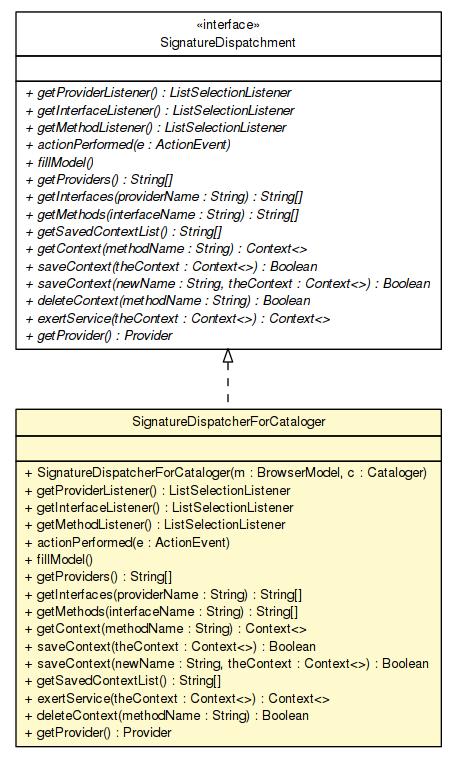 «interface»
SignatureDispatchment
+ getProviderListener() : ListSelectionListener
+ getInterfaceListener() : ListSelectionListener
+ getMethodListener() : ListSelectionListener
+ actionPerformed(e : ActionEvent)
+ fillModel()
+ getProviders() : String[]
+ getInterfaces(providerName : String) : String[]
+ getMethods(interfaceName : String) : String[]
+ getSavedContextList() : String[]
+ getContext(methodName : String) : Context<>
+ saveContext(theContext : Context<>) : Boolean
+ saveContext(newName : String, theContext : Context<>) : Boolean
+ deleteContext(methodName : String) : Boolean
+ exertService(theContext : Context<>) : Context<>
+ getProvider() : Provider
SignatureDispatcherForCataloger
+ SignatureDispatcherForCataloger(m : BrowserModel, c : Cataloger)
+ getProviderListener() : ListSelectionListener
+ getInterfaceListener() : ListSelectionListener
+ getMethodListener() : ListSelectionListener
+ actionPerformed(e : ActionEvent)
+ fillModel()
+ getProviders() : String[]
+ getInterfaces(providerName : String) : String[]
+ getMethods(interfaceName : String) : String[]
+ getContext(methodName : String) : Context<>
+ saveContext(theContext : Context<>) : Boolean
+ saveContext(newName : String, theContext : Context<>) : Boolean
+ getSavedContextList() : String[]
+ exertService(theContext : Context<>) : Context<>
+ deleteContext(methodName : String) : Boolean
+ getProvider() : Provider